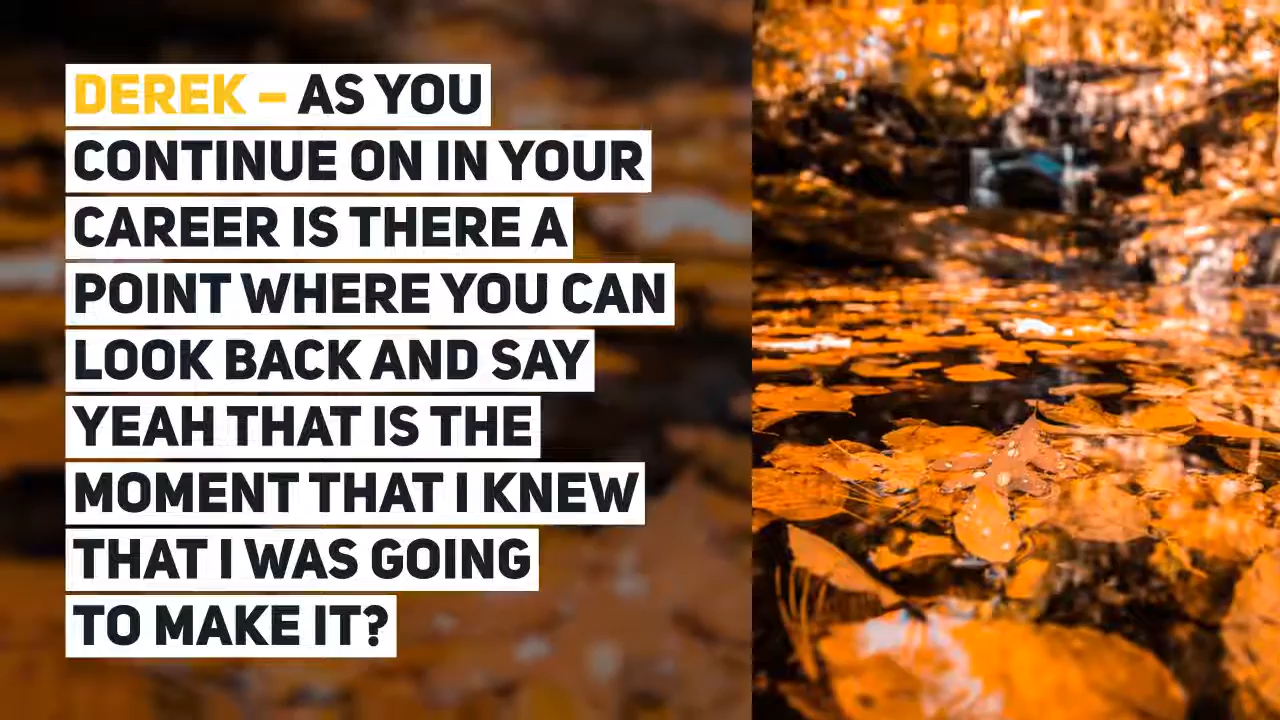 DEREK – AS YOU
CONTINUE ON IN YOUR
CAREER IS THERE A
POINT WHERE YOU CAN
LOOK BACK AND SAY
YEAH THAT IS THE
MOMENT THAT I KNEW
THAT I WAS GOING
TO MAKE IT?